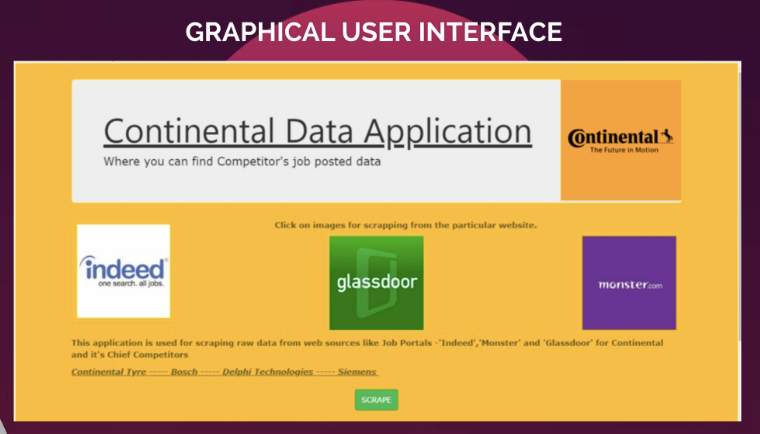 GRAPHICAL USER INTERFACE
Continental Data Application
Where you can find Competitor's job posted data
Continental
The Future in Motion
Click on images for scrapping from the particular website.
indeed
one search. all jobs.
glassdoor
monster.com
This application is used for scraping raw data from web sources like Job Portals -'Indeed','Monster' and 'Glassdoor' for Continental
and it's Chief Competitors
Continental Tyre ----- Bosch ----- Delphi Technologies ----- Siemens
SCRAPE